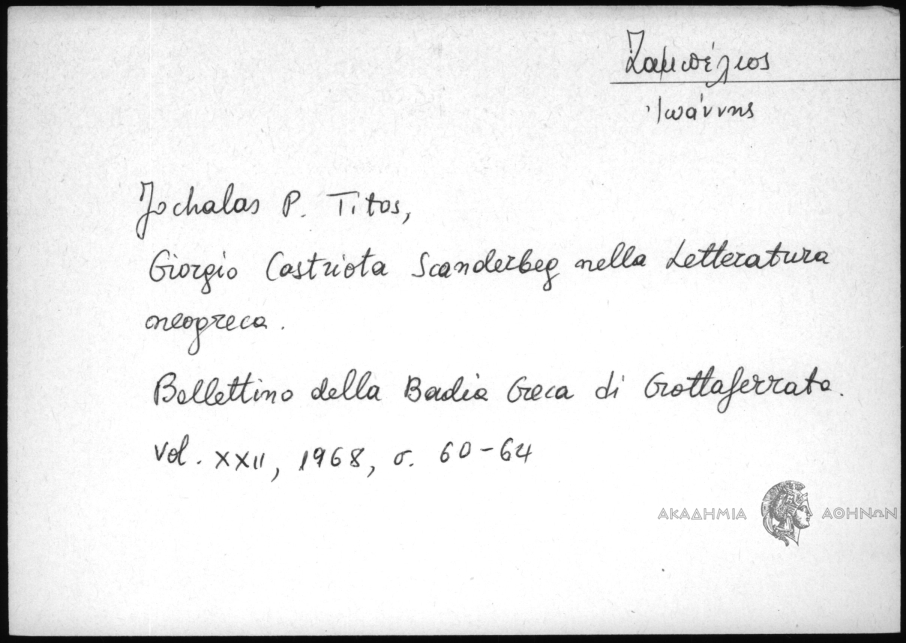 Ζαμπέλιος
Ἰωάννης
Jochalas P. Titos,
Giorgio Castriota Scanderbeg nella Letteratura
neogreca.
Bollettino della Badia Greca di Grottaferrata.
vol. XXII, 1968, σ. 60-64
ΑΚΑΔΗΜΙΑ ΑΘΗΝΩΝ